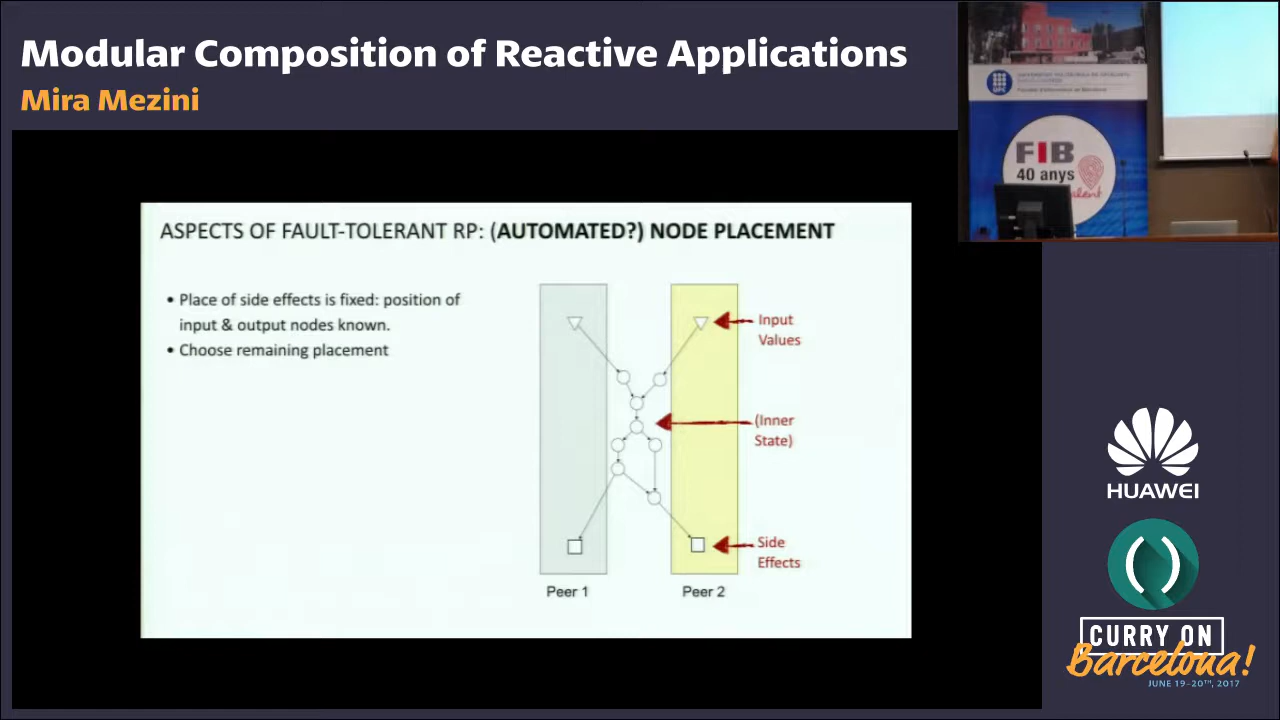 Modular Composition of Reactive Applications
Mira Mezini
UPC
FIB
40 anys
ASPECTS OF FAULT-TOLERANT RP: (AUTOMATED?) NODE PLACEMENT
• Place of side effects is fixed: position of
input & output nodes known.
• Choose remaining placement
Input
Values
(Inner
State)
Side
Effects
Peer 1
Peer 2
HUAWEI
CURRY ON
Barcelona!
JUNE 19-20TH, 2017